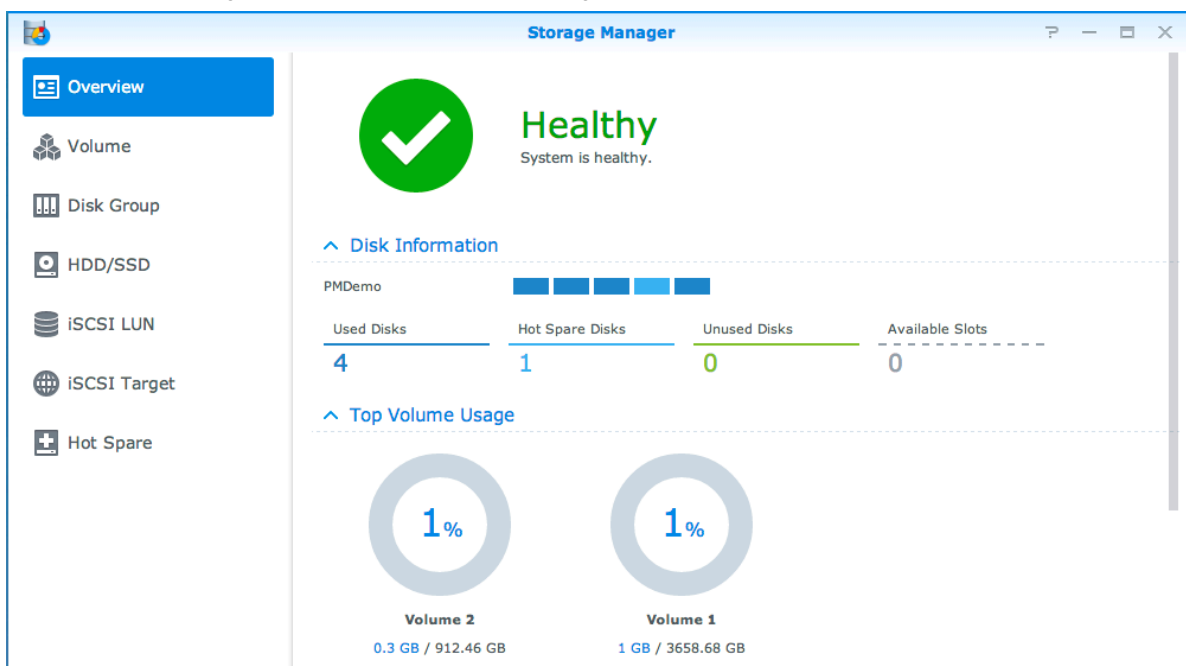 Storage Manager
Overview
Volume
Disk Group
HDD/SSD
iSCSI LUN
iSCSI Target
Hot Spare
Healthy
System is healthy.
Disk Information
PMDemo
Used Disks Hot Spare Disks Unused Disks Available Slots
4 1 0 0
Top Volume Usage
1% 1%
Volume 2 Volume 1
0.3 GB / 912.46 GB 1 GB / 3658.68 GB